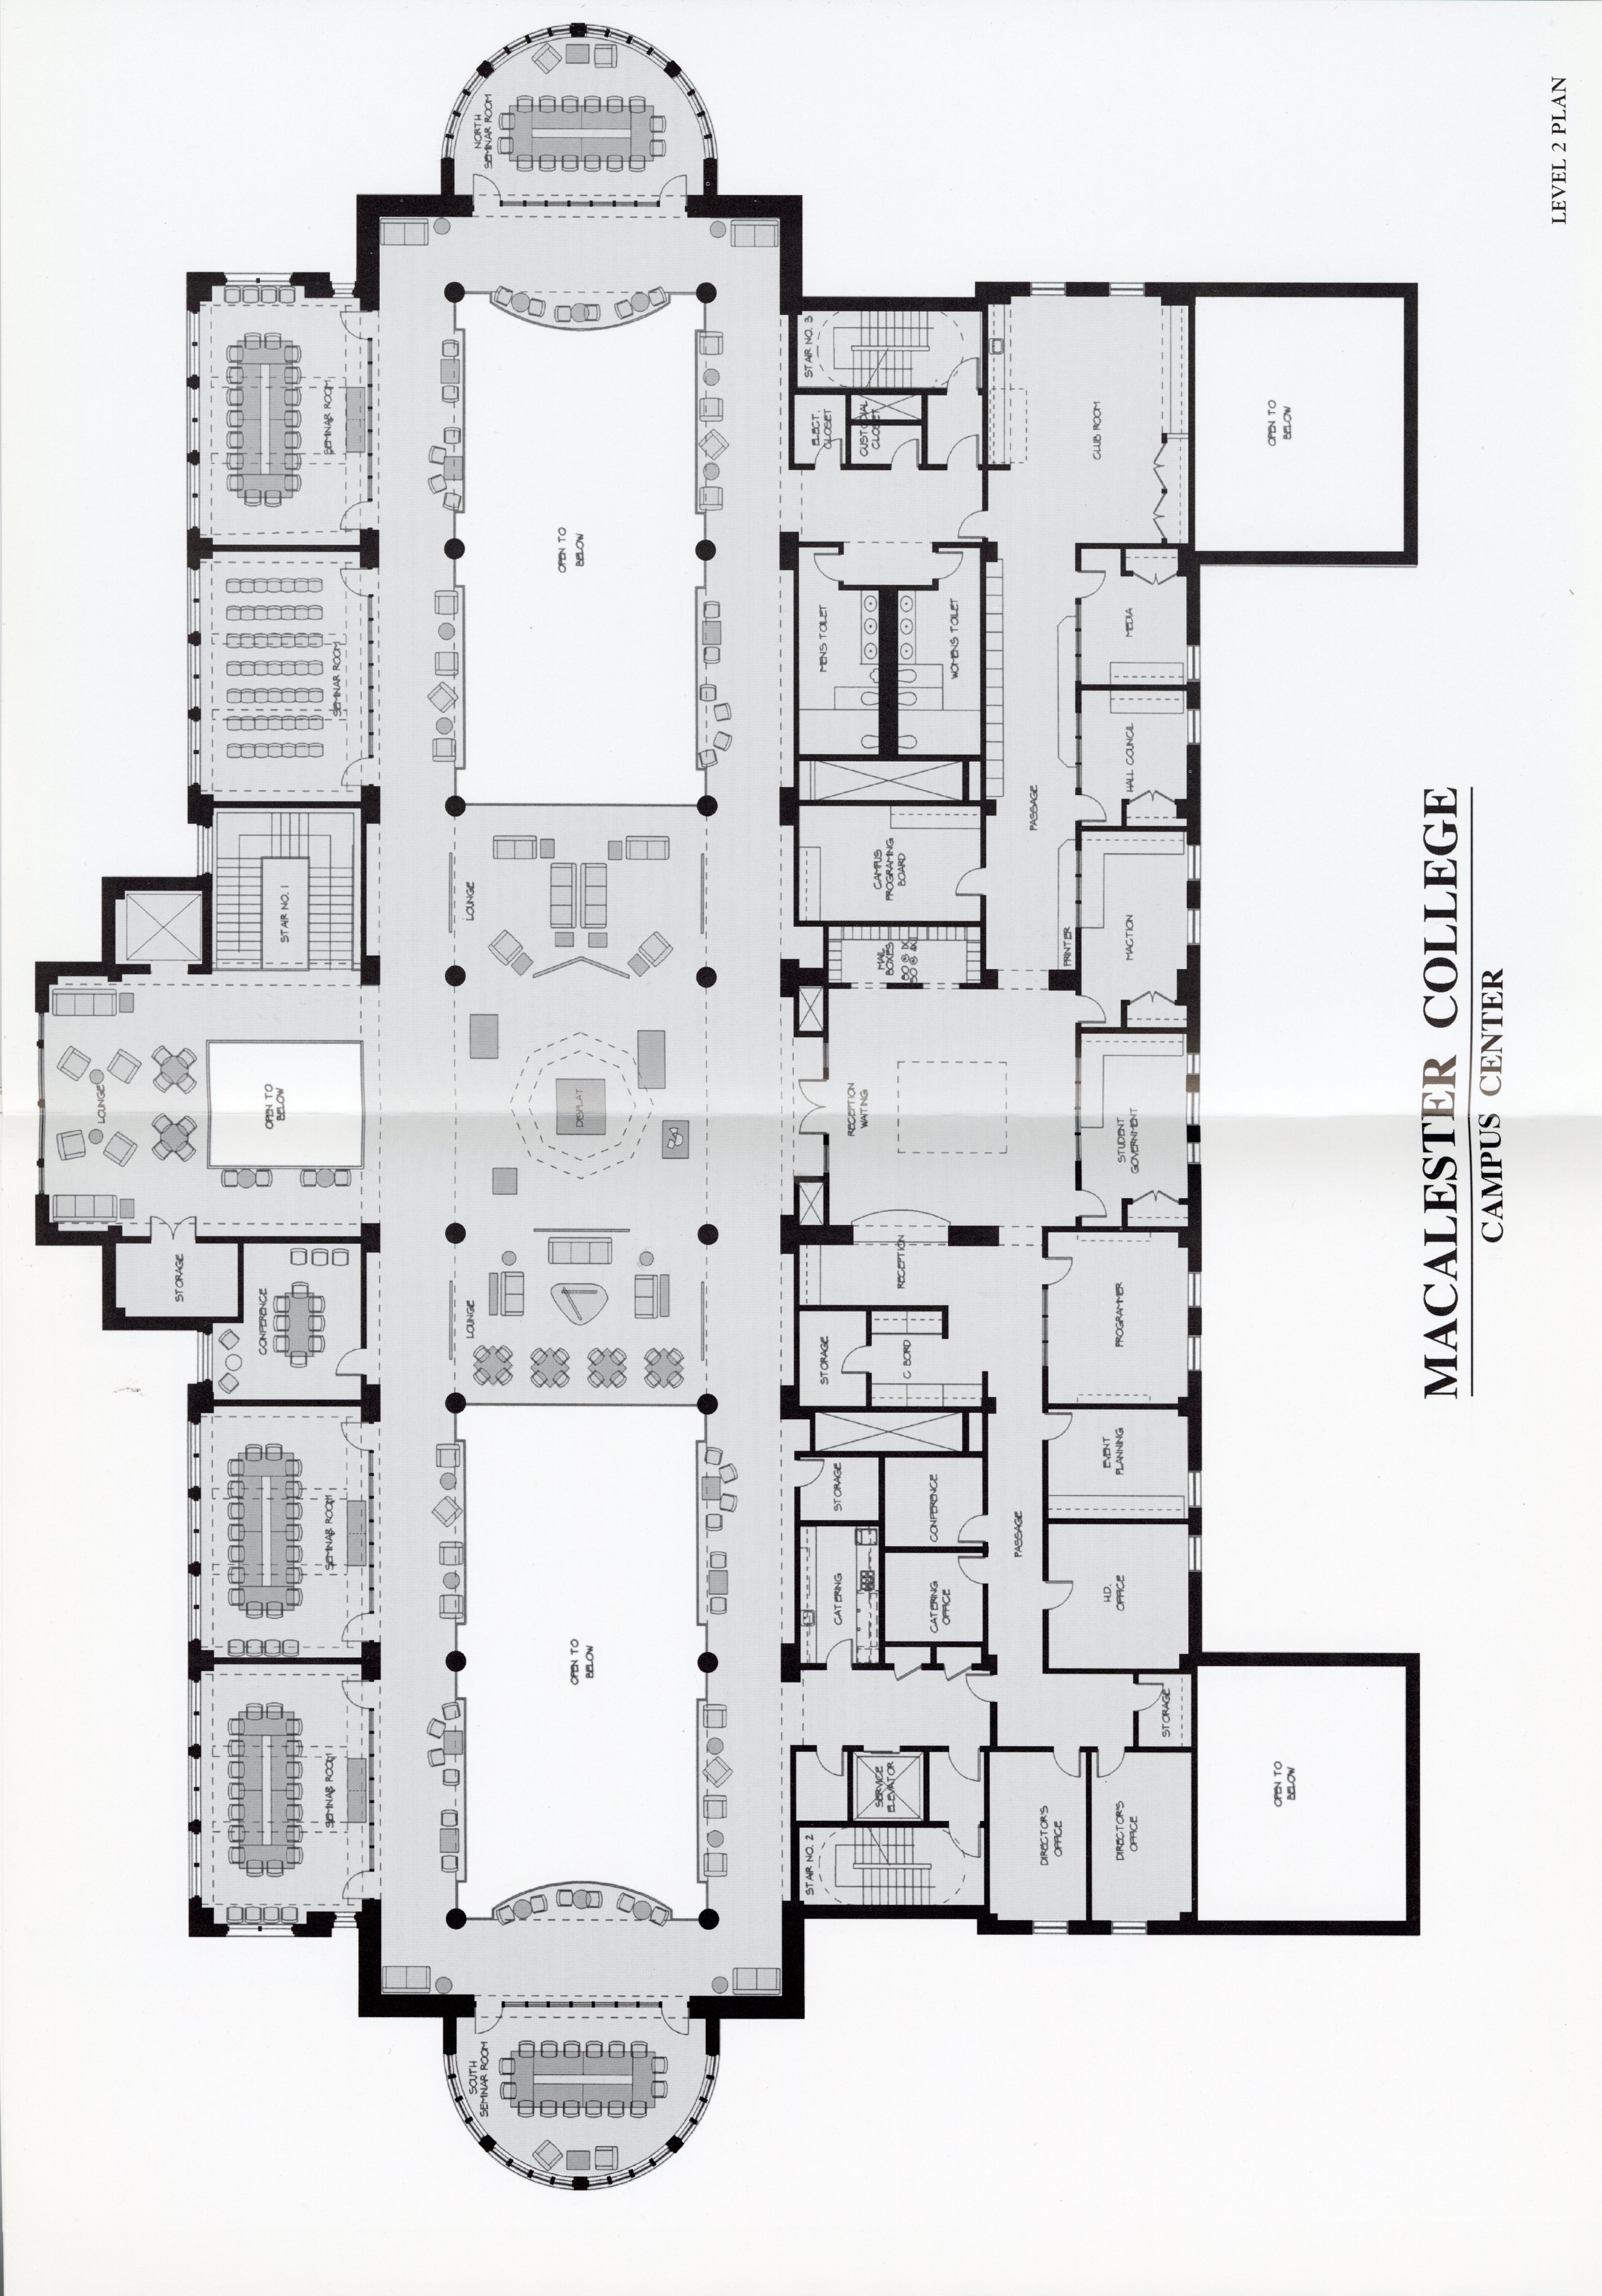 NORTH
SEMINAR ROOM
SEMINAR ROOM
SEMINAR ROOM
STAIR NO. 1
LOUNGE
OPEN TO
BELOW
STORAGE
CONFERENCE
SEMINAR ROOM
SEMINAR ROOM
OPEN TO
BELOW
LOUNGE
DISPLAY
LOUNGE
OPEN TO
BELOW
SOUTH
SEMINAR ROOM
STAIR NO. 3
ELECT.
CLOSET
CUSTODIAL
CLOSET
MENS TOILET
WOMENS TOILET
CAMPUS
PROGRAMING
BOARD
MAIL
BOXES
RECEPTION
WAITING
RECEPTION
STORAGE
C BORD
STORAGE
CONFERENCE
CATERING
CATERING
OFFICE
SERVICE
ELEVATOR
STAIR NO. 2
CLUB ROOM
PASSAGE
PRINTER
MEDIA
HALL COUNCIL
MACTION
STUDENT
GOVERNMENT
PROGRAMMER
EVENT
PLANNING
PASSAGE
H.D.
OFFICE
STORAGE
DIRECTOR'S
OFFICE
DIRECTOR'S
OFFICE
OPEN TO
BELOW
OPEN TO
BELOW
MACALESTER COLLEGE
CAMPUS CENTER
LEVEL 2 PLAN